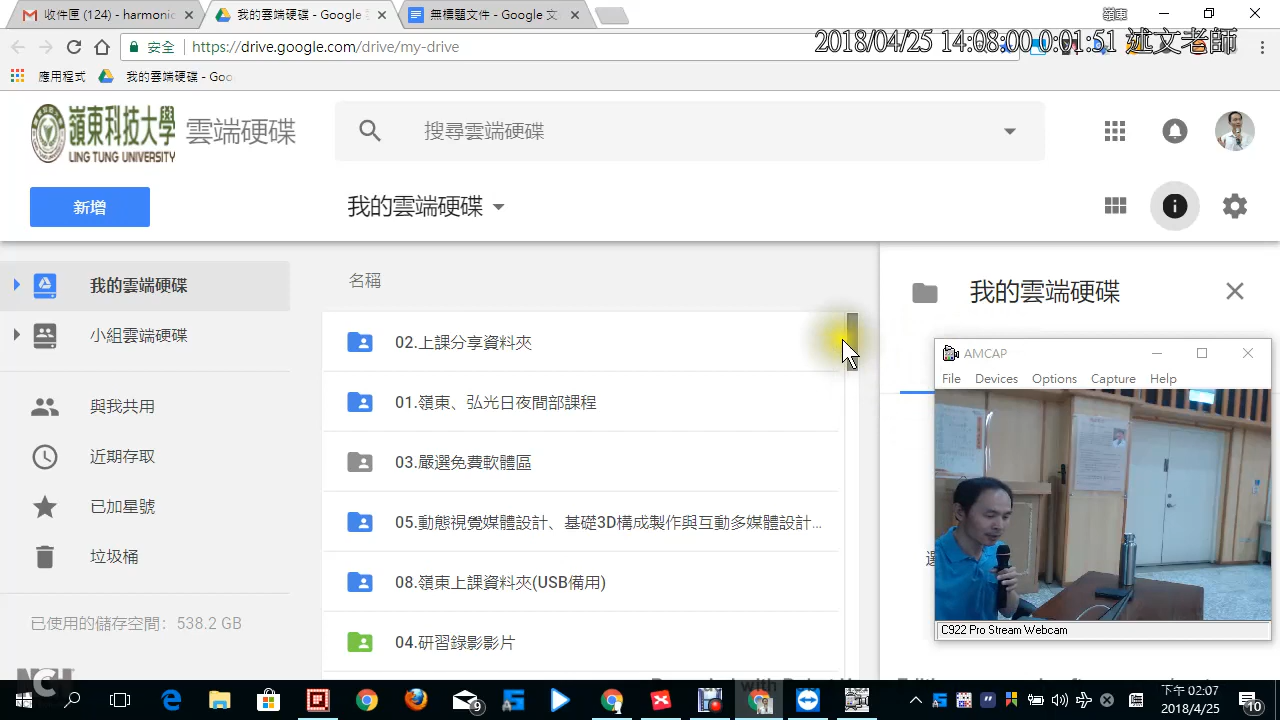 收件匣 (124) - harmonic
我的雲端硬碟 - Google
無標題文件 - Google 文
嶺東
安全
https://drive.google.com/drive/my-drive
2018/04/25 14:08:00 0:01:51 述文老師
應用程式
我的雲端硬碟 - Goo
嶺東科技大學
LING TUNG UNIVERSITY
雲端硬碟
搜尋雲端硬碟
新增
我的雲端硬碟
我的雲端硬碟
小組雲端硬碟
與我共用
近期存取
已加星號
垃圾桶
已使用的儲存空間： 538.2 GB
名稱
02.上課分享資料夾
01.嶺東、弘光日夜間部課程
03.嚴選免費軟體區
05.動態視覺媒體設計、基礎3D構成製作與互動多媒體設計...
08.嶺東上課資料夾(USB備用)
04.研習錄影影片
我的雲端硬碟
AMCAP
File Devices Options Capture Help
C922 Pro Stream Webcam
NCH
9
下午 02:07
2018/4/25
10